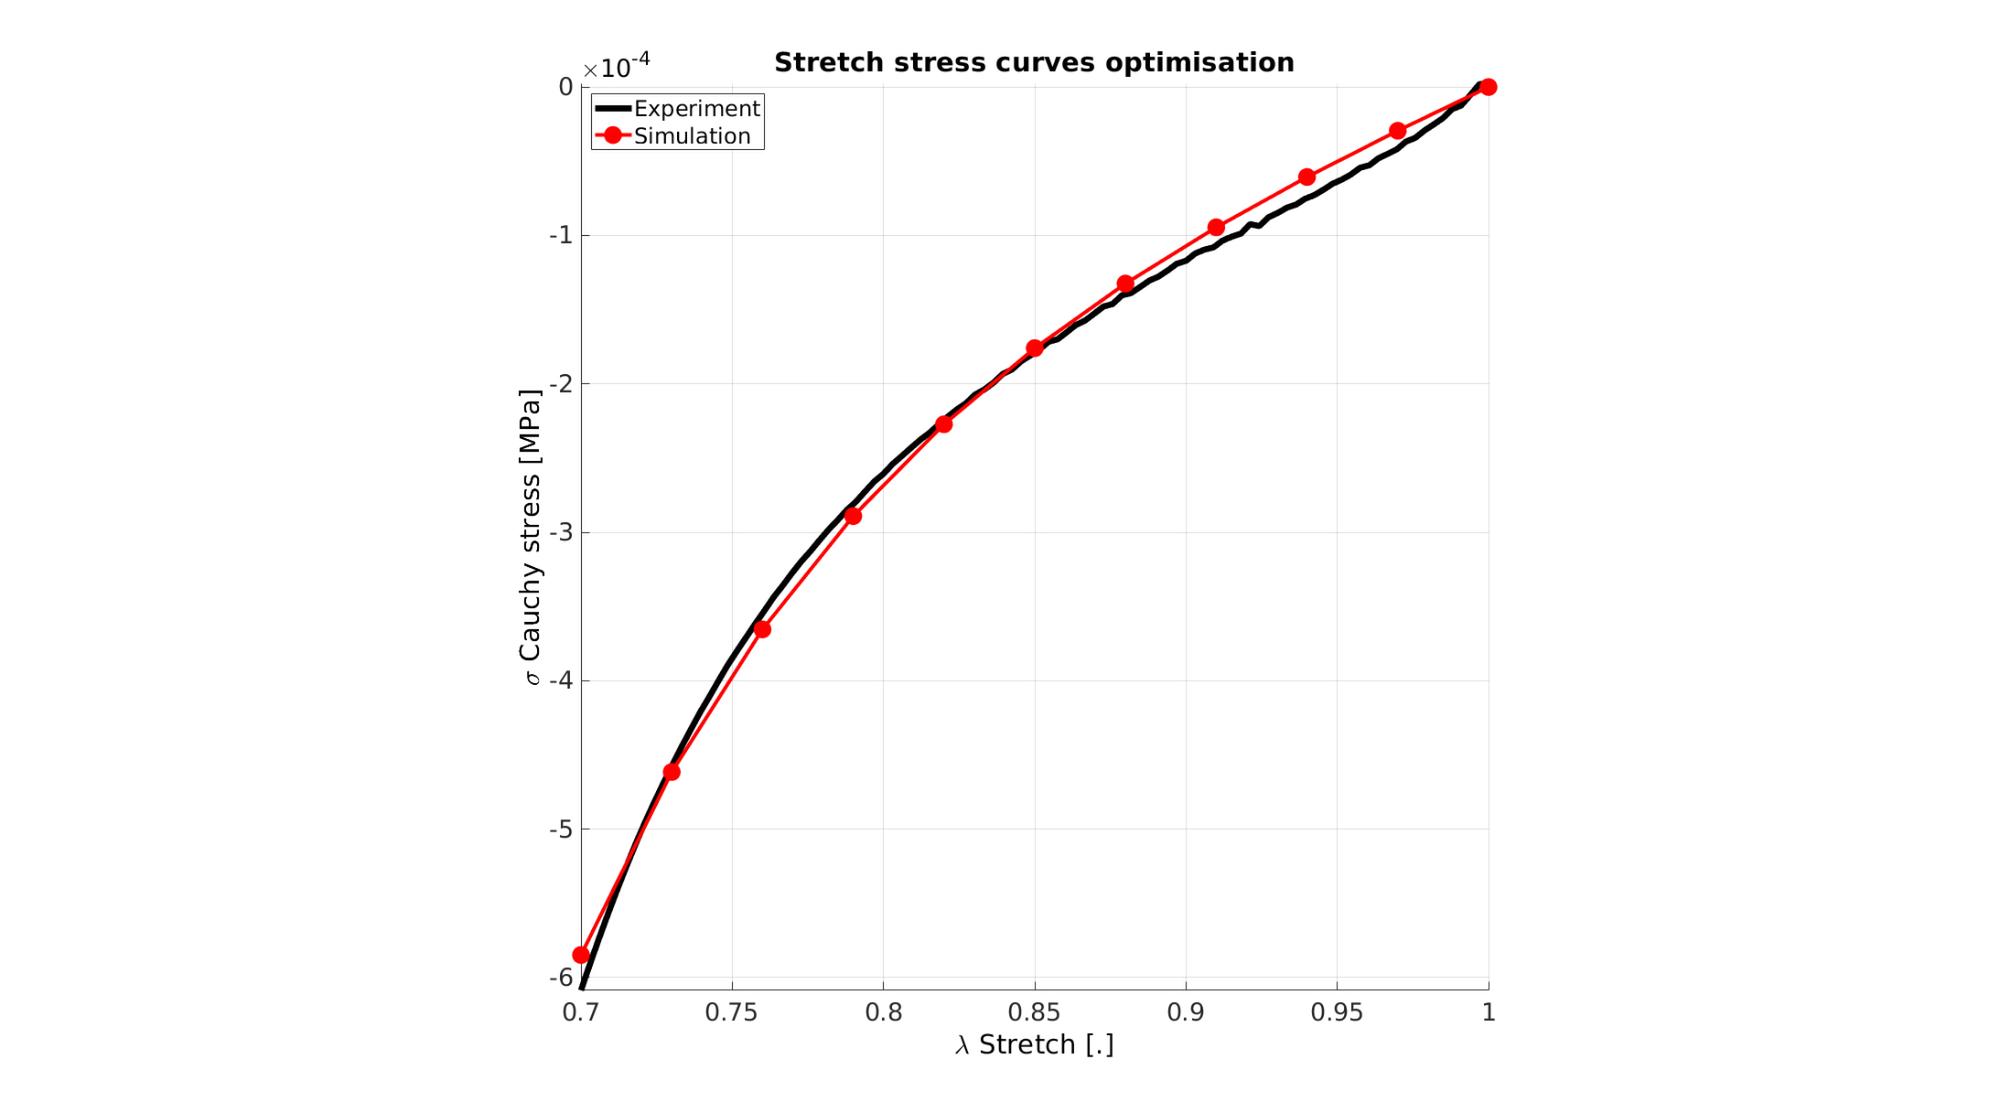 Stretch stress curves optimisation
×10⁻⁴
Experiment
Simulation
0
-1
-2
-3
-4
-5
-6
σ Cauchy stress [MPa]
0.7 0.75 0.8 0.85 0.9 0.95 1
λ Stretch [.]